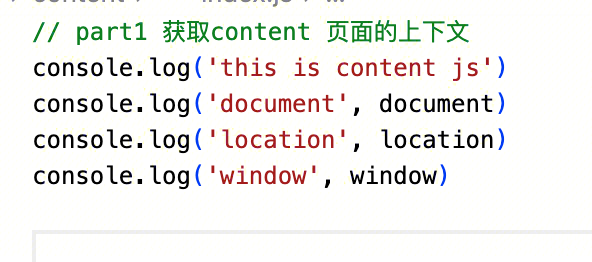 // part1 获取content 页面的上下文
console.log('this is content js')
console.log('document', document)
console.log('location', location)
console.log('window', window)